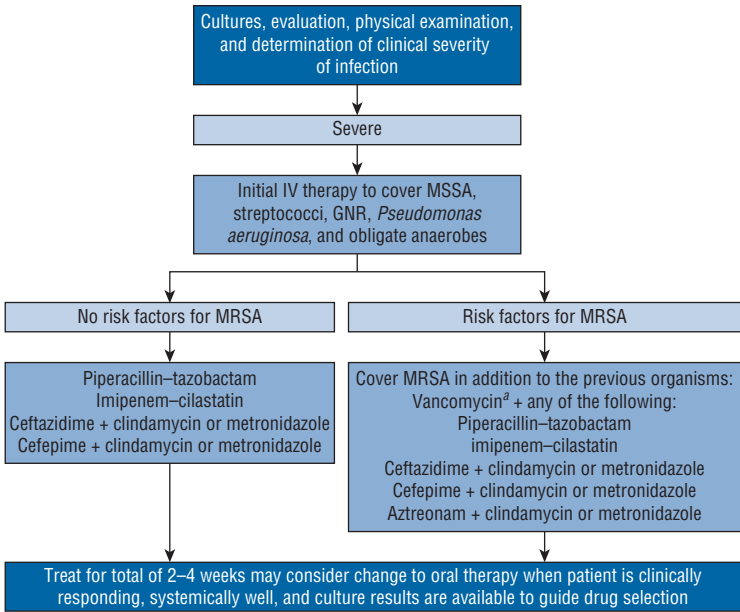 Cultures, evaluation, physical examination,
and determination of clinical severity
of infection
Severe
Initial IV therapy to cover MSSA,
streptococci, GNR, Pseudomonas
aeruginosa, and obligate anaerobes
No risk factors for MRSA
Piperacillin–tazobactam
Imipenem–cilastatin
Ceftazidime + clindamycin or metronidazole
Cefepime + clindamycin or metronidazole
Risk factors for MRSA
Cover MRSA in addition to the previous organisms:
Vancomycina + any of the following:
Piperacillin–tazobactam
imipenem–cilastatin
Ceftazidime + clindamycin or metronidazole
Cefepime + clindamycin or metronidazole
Aztreonam + clindamycin or metronidazole
Treat for total of 2–4 weeks may consider change to oral therapy when patient is clinically
responding, systemically well, and culture results are available to guide drug selection